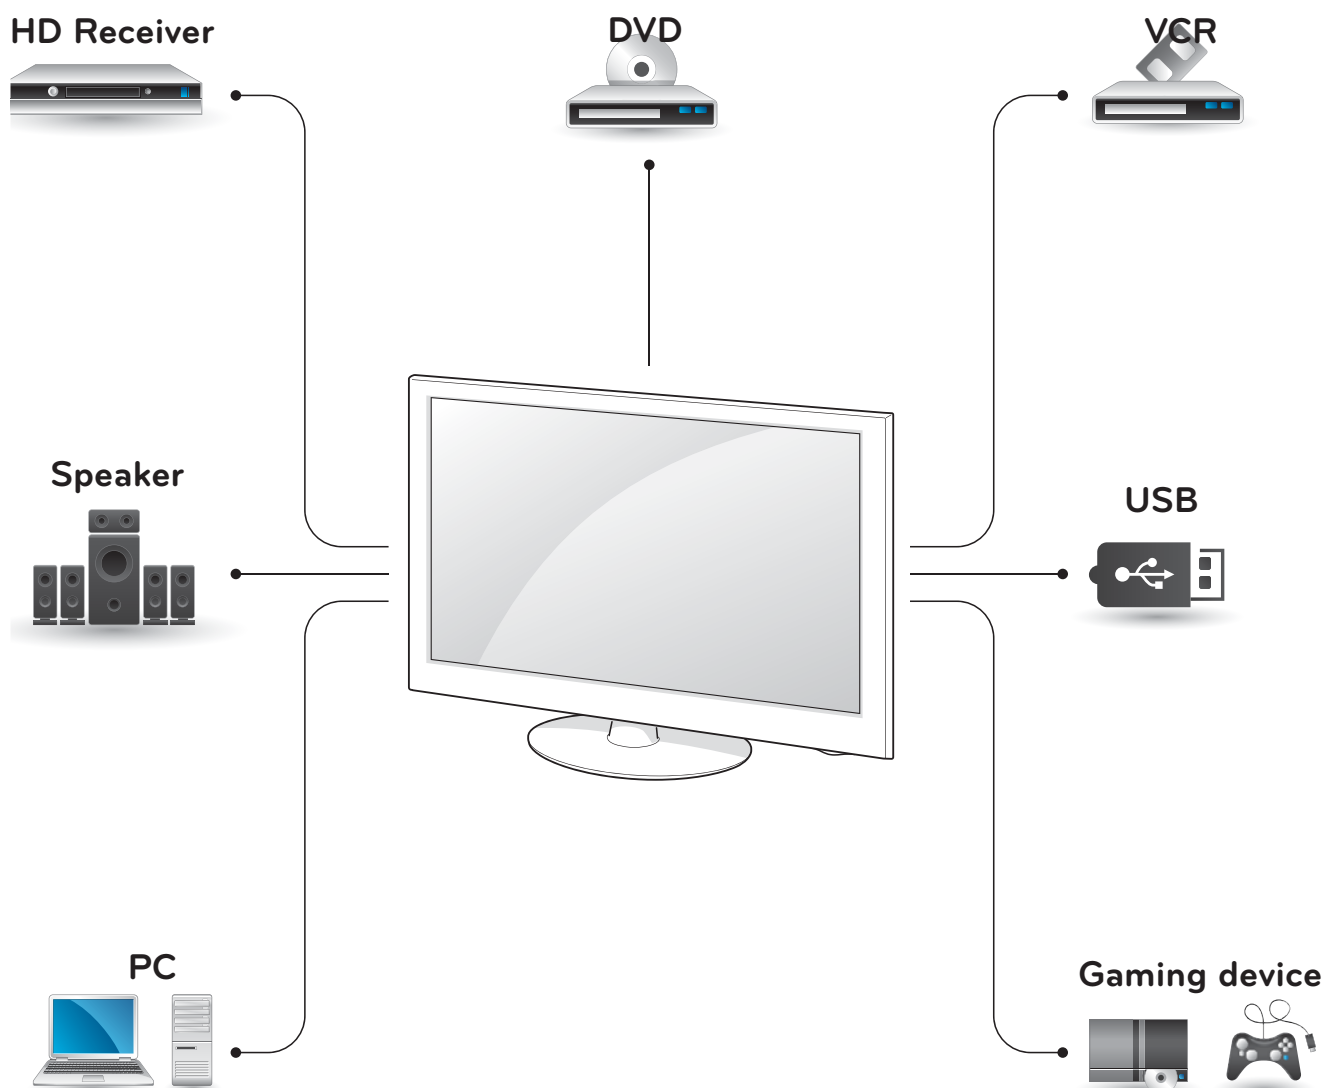 HD Receiver
DVD
VCR
Speaker
USB
PC
Gaming device